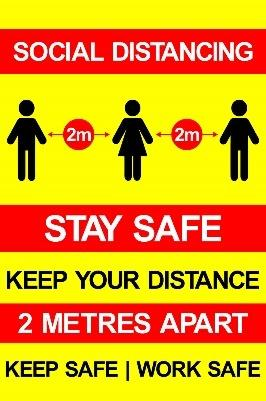 SOCIAL DISTANCING
2m 2m
STAY SAFE
KEEP YOUR DISTANCE
2 METRES APART
KEEP SAFE | WORK SAFE